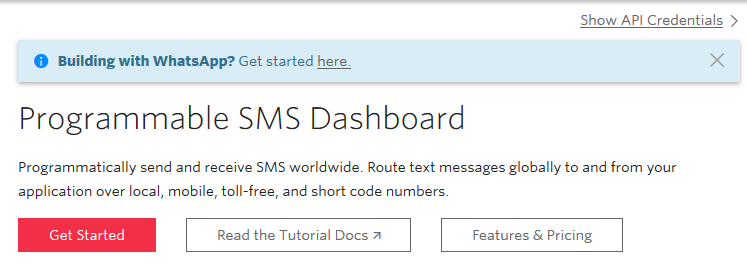 Show API Credentials
Building with WhatsApp? Get started here.
Programmable SMS Dashboard
Programmatically send and receive SMS worldwide. Route text messages globally to and from your
application over local, mobile, toll-free, and short code numbers.
Get Started
Read the Tutorial Docs
Features & Pricing